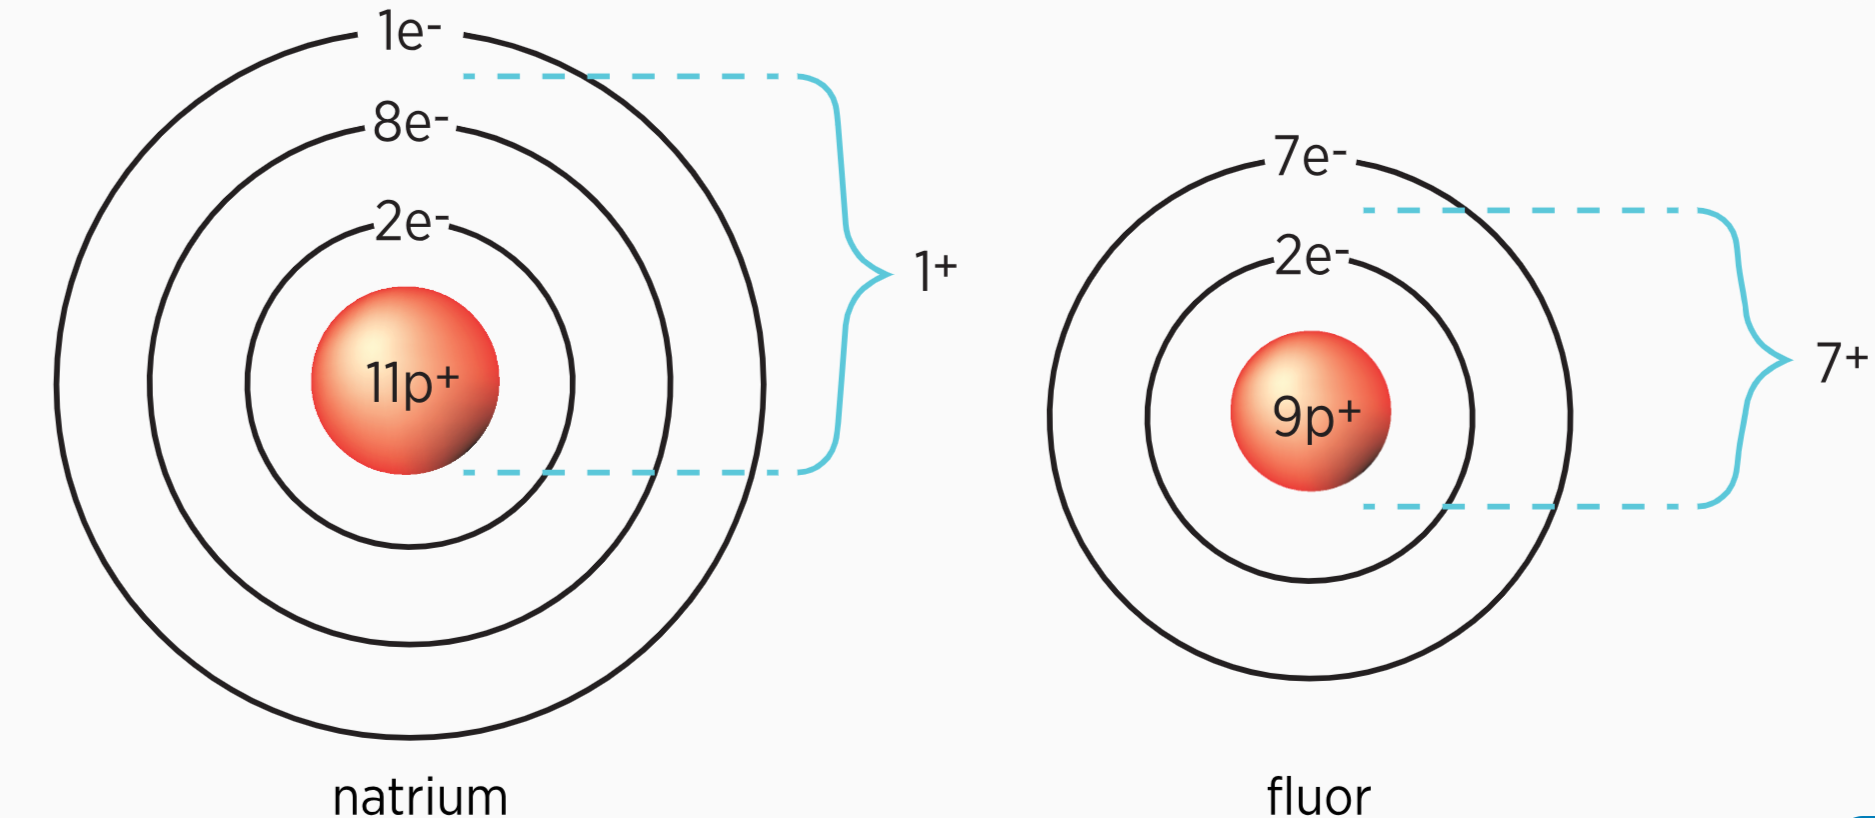 1e-
8e-
2e-
11p+
1+
natrium
7e-
2e-
9p+
7+
fluor